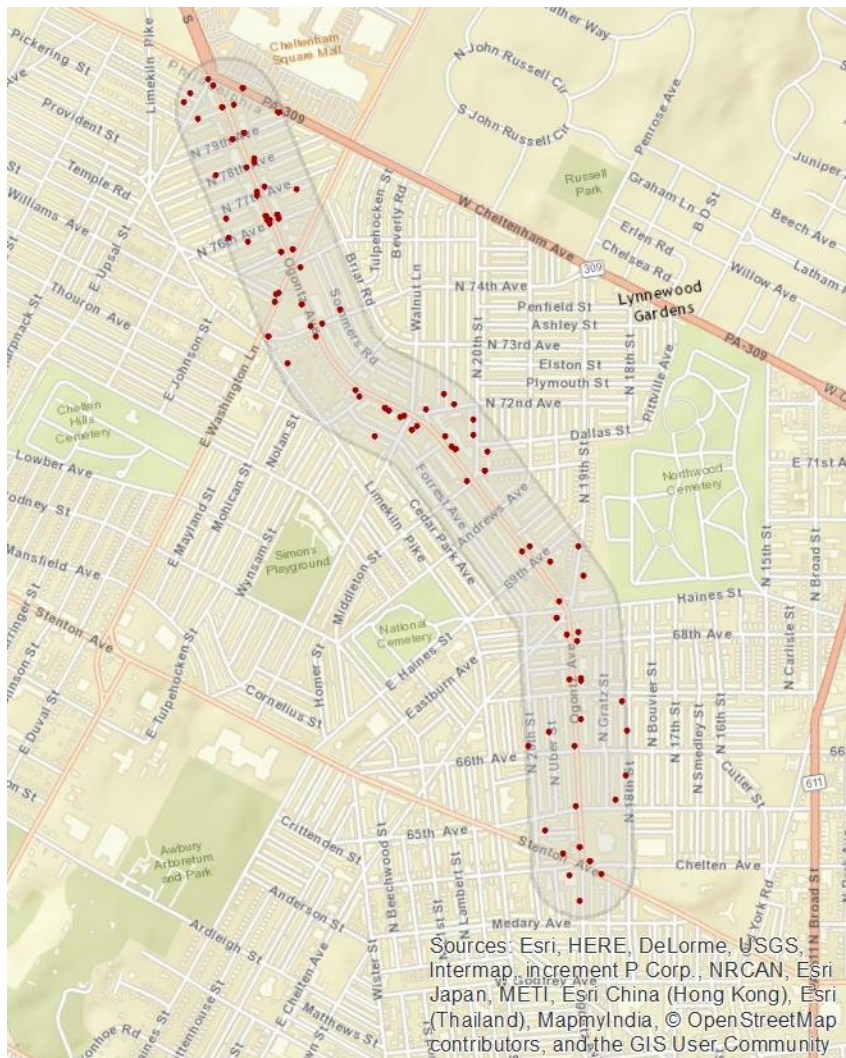 S
Limekiln Pike
Pickering St
Cheltenham
Square Mall
PA-309
Provident St
N John Russell Cir
S John Russell Cir
Penrose Ave
N 79th Ave
N 78th Ave
N 77th Ave
N 76th Ave
Temple Rd
Williams Ave
E Upsal St
Thouron Ave
E Johnson St
Tulpehocken St
Beverly Rd
Briar Rd
Walnut Ln
W Cheltenham Ave
Russell
Park
Graham Ln
B D St
Juniper
Beech Ave
Erlen Rd
Chelsea Rd
Willow Ave
Latham
309
Lynnewood
Gardens
PA-309
W C
Ogontz Ave
Sommers Rd
N 74th Ave
Penfield St
Ashley St
N 73rd Ave
Elston St
Plymouth St
N 72nd Ave
N 20th St
N 18th St
Pittville Ave
Dallas St
N 19th St
Chelten
Hills
Cemetery
E Washington Ln
Nolan St
Lowber Ave
E Mayland St
Mohican St
Wynsam St
Mansfield Ave
Stenton Ave
Simons
Playground
Limekiln Pike
Middleton St
Forrest Ave
Cedar Park Ave
Andrews Ave
69th Ave
Northwood
Cemetery
E 71st A
N 15th St
N Broad St
Haines St
68th Ave
N Carlisle St
National
Cemetery
E Haines St
Eastburn Ave
Homer St
Cornelius St
E Tulpehocken St
E Duval St
Ogontz Ave
N Gratz St
N Bouvier St
N 17th St
N Smedley St
N 16th St
N 20th St
N Uber St
66th Ave
66
Cutler St
611
N 18th St
65th Ave
Stenton Ave
Chelten Ave
Crittenden St
Awbury
Arboretum
and Park
Anderson St
Ardleigh St
N Beechwood St
N Lambert St
Medary Ave
Wister St
E Chelten Ave
Matthews St
N Broad St
Sources: Esri, HERE, DeLorme, USGS,
Intermap, increment P Corp., NRCAN, Esri
Japan, METI, Esri China (Hong Kong), Esri
(Thailand), MapmyIndia, © OpenStreetMap
contributors, and the GIS User Community